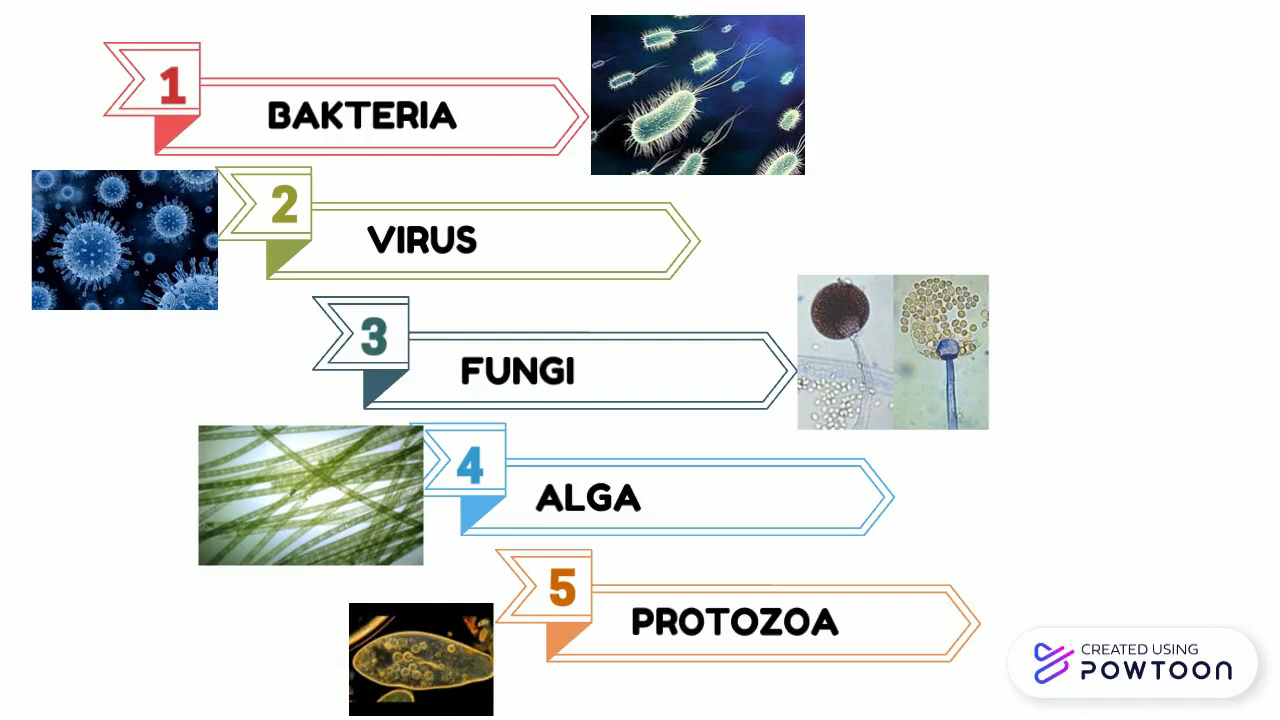 1
BAKTERIA
2
VIRUS
3
FUNGI
4
ALGA
5
PROTOZOA
CREATED USING
POWTOON